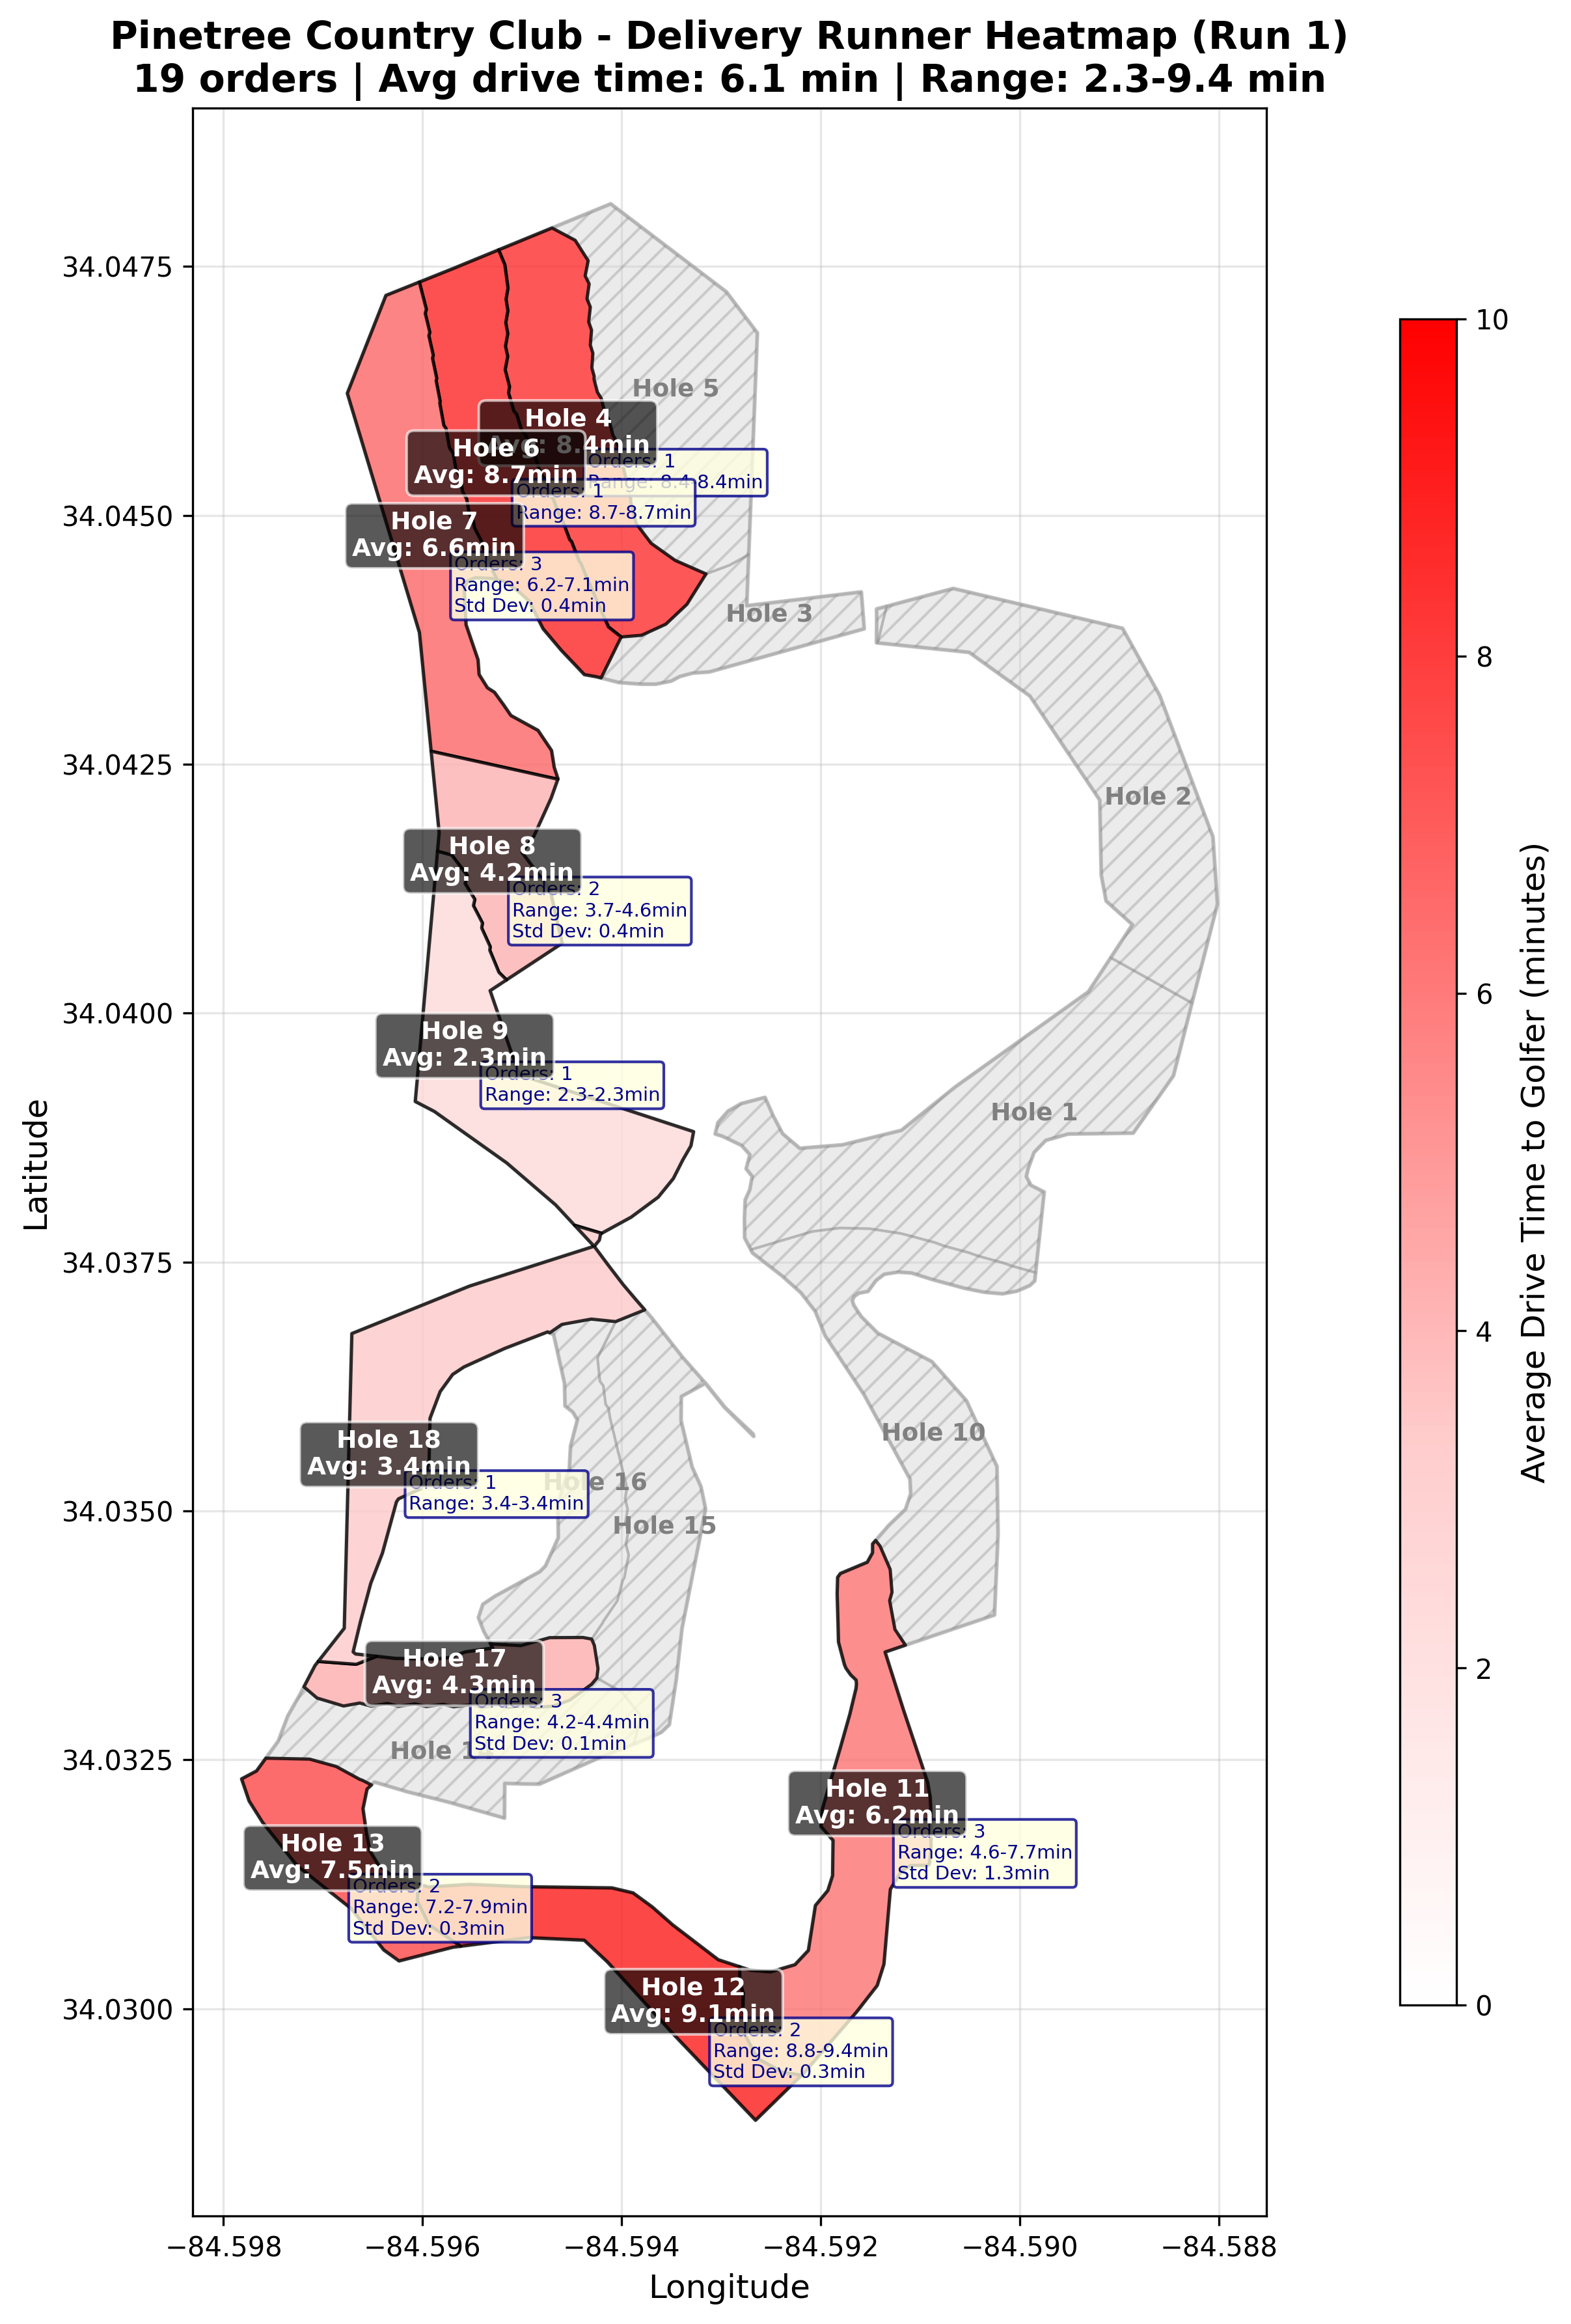 Pinetree Country Club - Delivery Runner Heatmap (Run 1)
19 orders | Avg drive time: 6.1 min | Range: 2.3-9.4 min
Latitude
34.0475
34.0450
34.0425
34.0400
34.0375
34.0350
34.0325
34.0300
Hole 5
Hole 4
Avg: 8.4min
Orders: 1
Range: 8.4-8.4min
Hole 6
Avg: 8.7min
Orders: 1
Range: 8.7-8.7min
Hole 7
Avg: 6.6min
Orders: 3
Range: 6.2-7.1min
Std Dev: 0.4min
Hole 3
Hole 2
Hole 8
Avg: 4.2min
Orders: 2
Range: 3.7-4.6min
Std Dev: 0.4min
Hole 9
Avg: 2.3min
Orders: 1
Range: 2.3-2.3min
Hole 1
Hole 10
Hole 18
Avg: 3.4min
Orders: 1
Range: 3.4-3.4min
Hole 16
Hole 15
Hole 17
Avg: 4.3min
Orders: 3
Range: 4.2-4.4min
Std Dev: 0.1min
Hole
Hole 11
Avg: 6.2min
Orders: 3
Range: 4.6-7.7min
Std Dev: 1.3min
Hole 13
Avg: 7.5min
Orders: 2
Range: 7.2-7.9min
Std Dev: 0.3min
Hole 12
Avg: 9.1min
Orders: 2
Range: 8.8-9.4min
Std Dev: 0.3min
−84.598
−84.596
−84.594
−84.592
−84.590
−84.588
Longitude
10
8
6
4
2
0
Average Drive Time to Golfer (minutes)